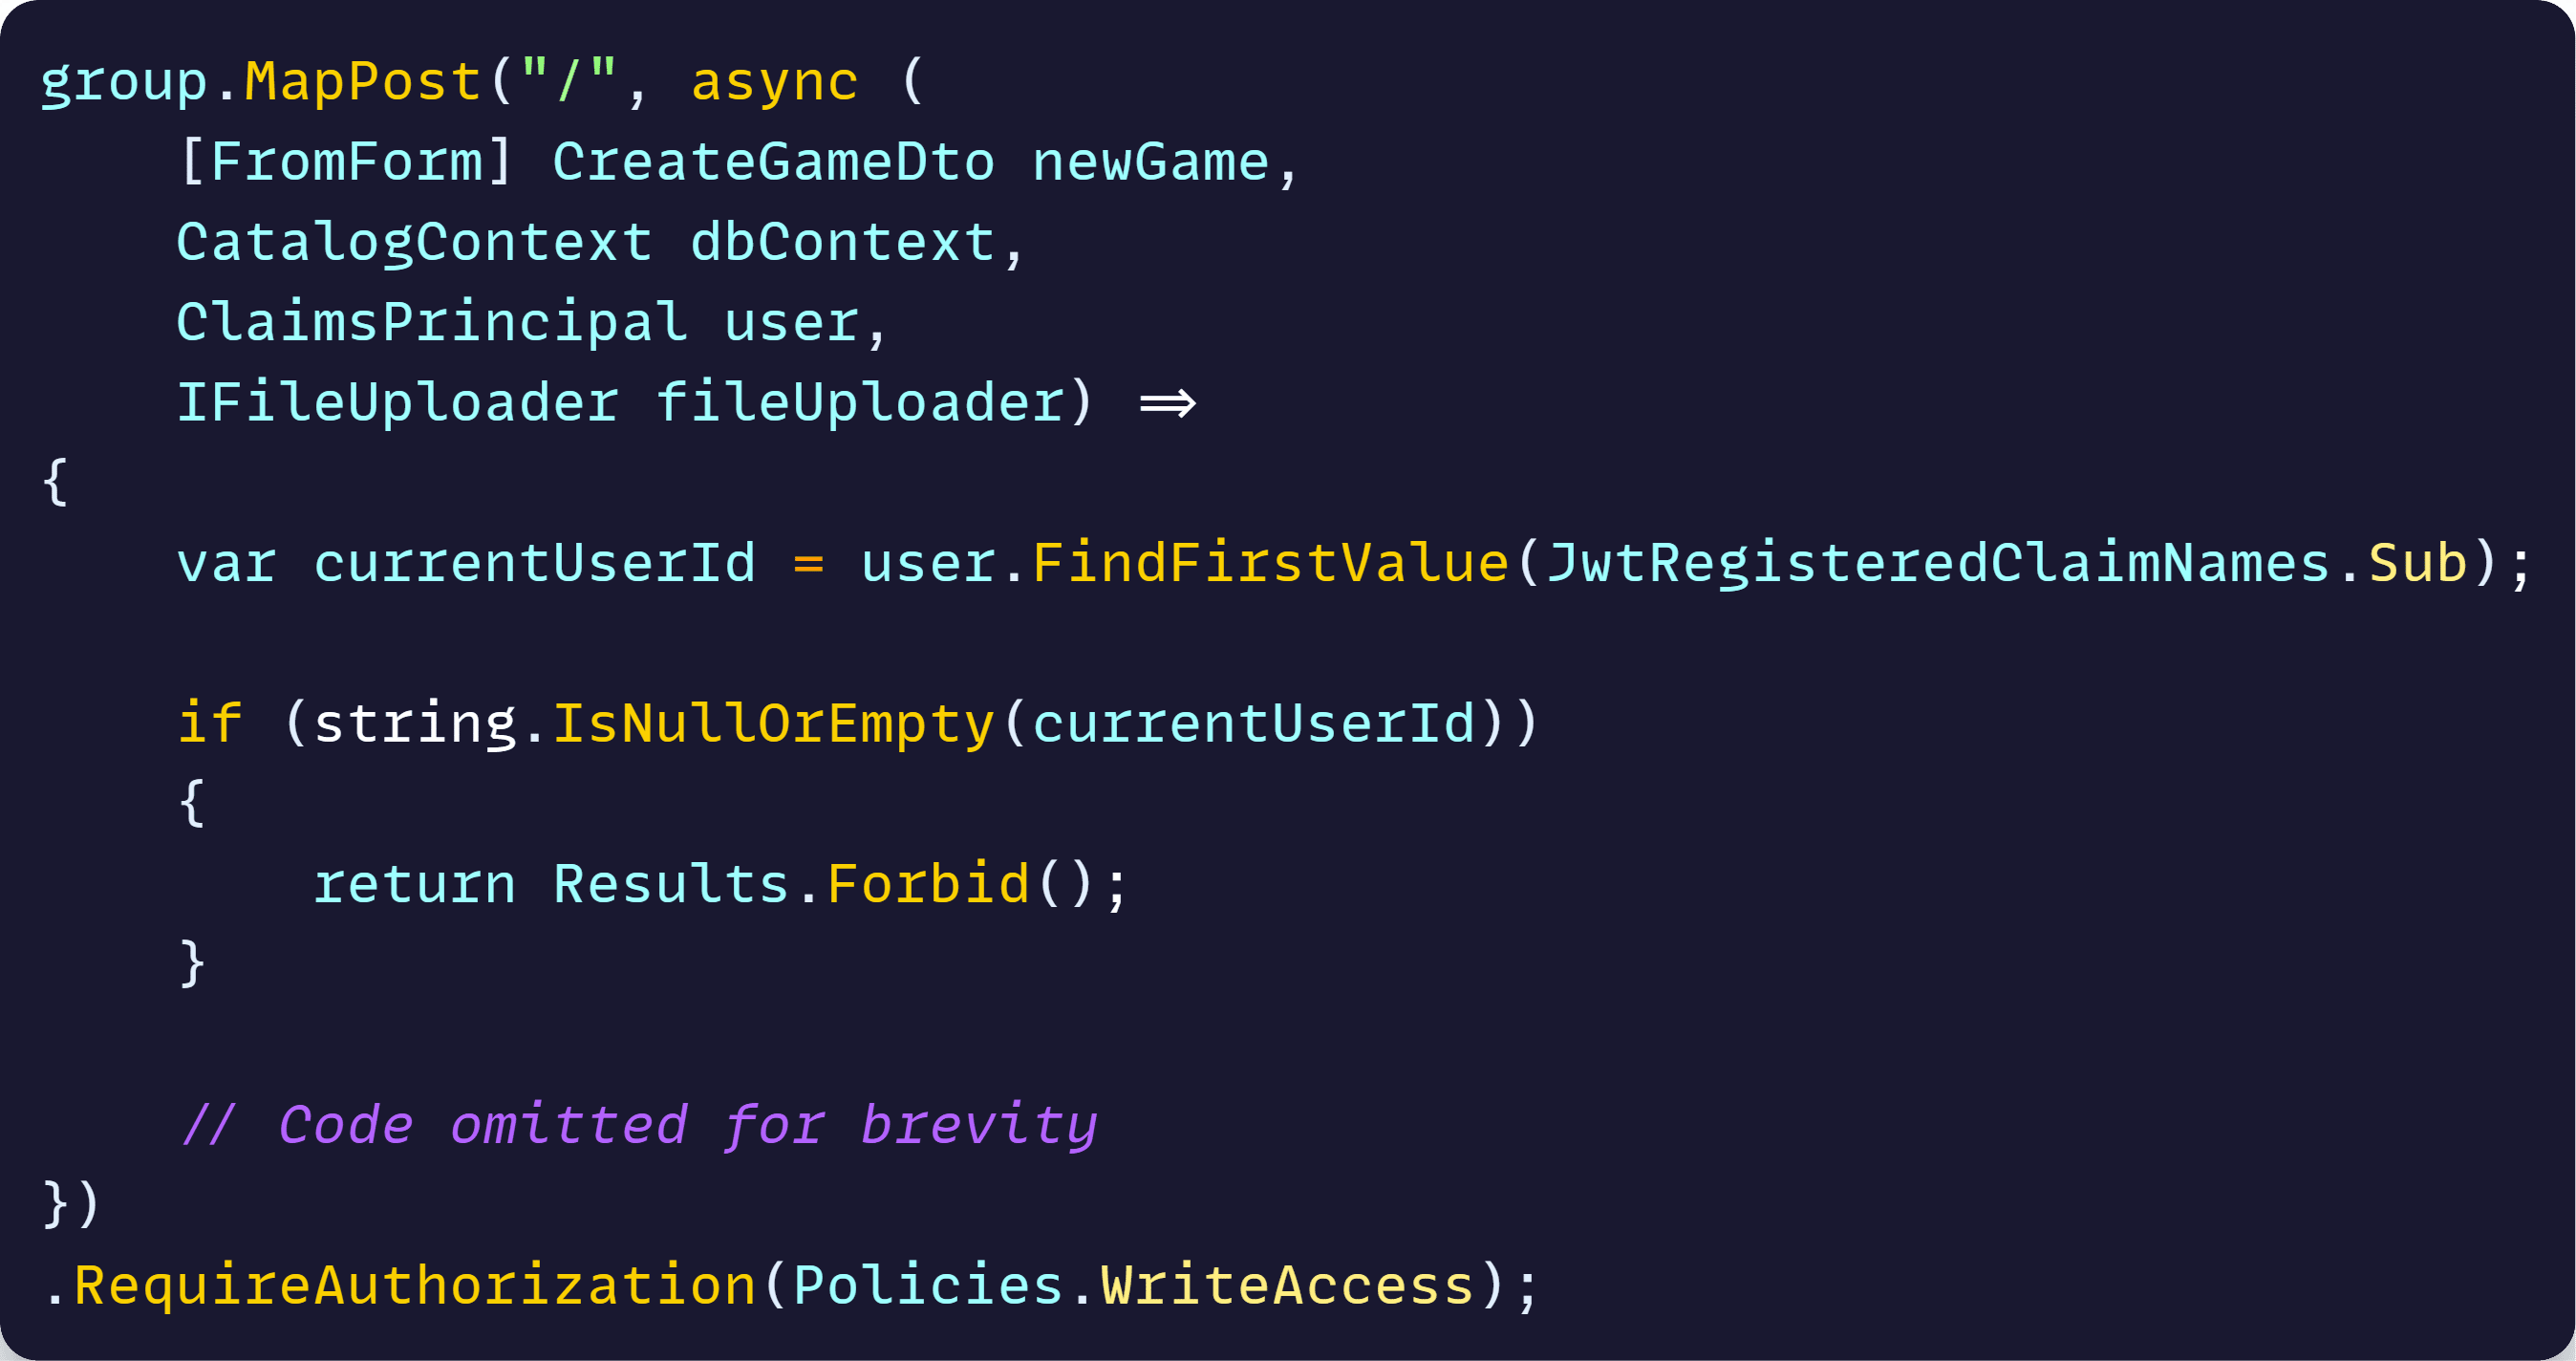 group.MapPost("/", async (
    [FromForm] CreateGameDto newGame,
    CatalogContext dbContext,
    ClaimsPrincipal user,
    IFileUploader fileUploader) =>
{
    var currentUserId = user.FindFirstValue(JwtRegisteredClaimNames.Sub);

    if (string.IsNullOrEmpty(currentUserId))
    {
        return Results.Forbid();
    }

    // Code omitted for brevity
})
.RequireAuthorization(Policies.WriteAccess);